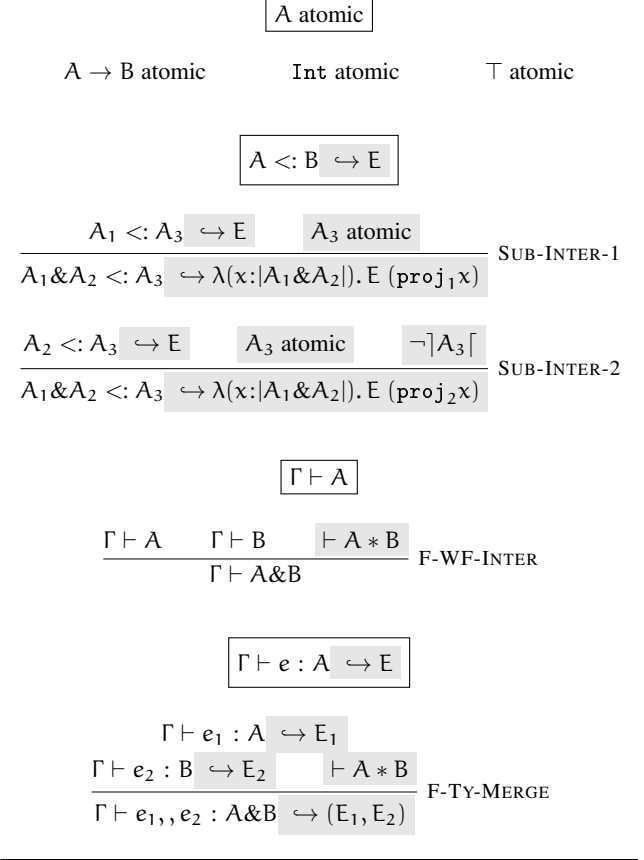 A atomic
A → B atomic Int atomic ⊤ atomic
A <: B ↪ E
A₁ <: A₃ ↪ E A₃ atomic
A₁&A₂ <: A₃ ↪ λ(x:|A₁&A₂|). E (proj₁x) SUB-INTER-1
A₂ <: A₃ ↪ E A₃ atomic ¬⌉A₃⌈
A₁&A₂ <: A₃ ↪ λ(x:|A₁&A₂|). E (proj₂x) SUB-INTER-2
Γ ⊢ A
Γ ⊢ A Γ ⊢ B ⊢ A ∗ B
Γ ⊢ A&B F-WF-INTER
Γ ⊢ e : A ↪ E
Γ ⊢ e₁ : A ↪ E₁
Γ ⊢ e₂ : B ↪ E₂ ⊢ A ∗ B
Γ ⊢ e₁,,e₂ : A&B ↪ (E₁, E₂) F-TY-MERGE